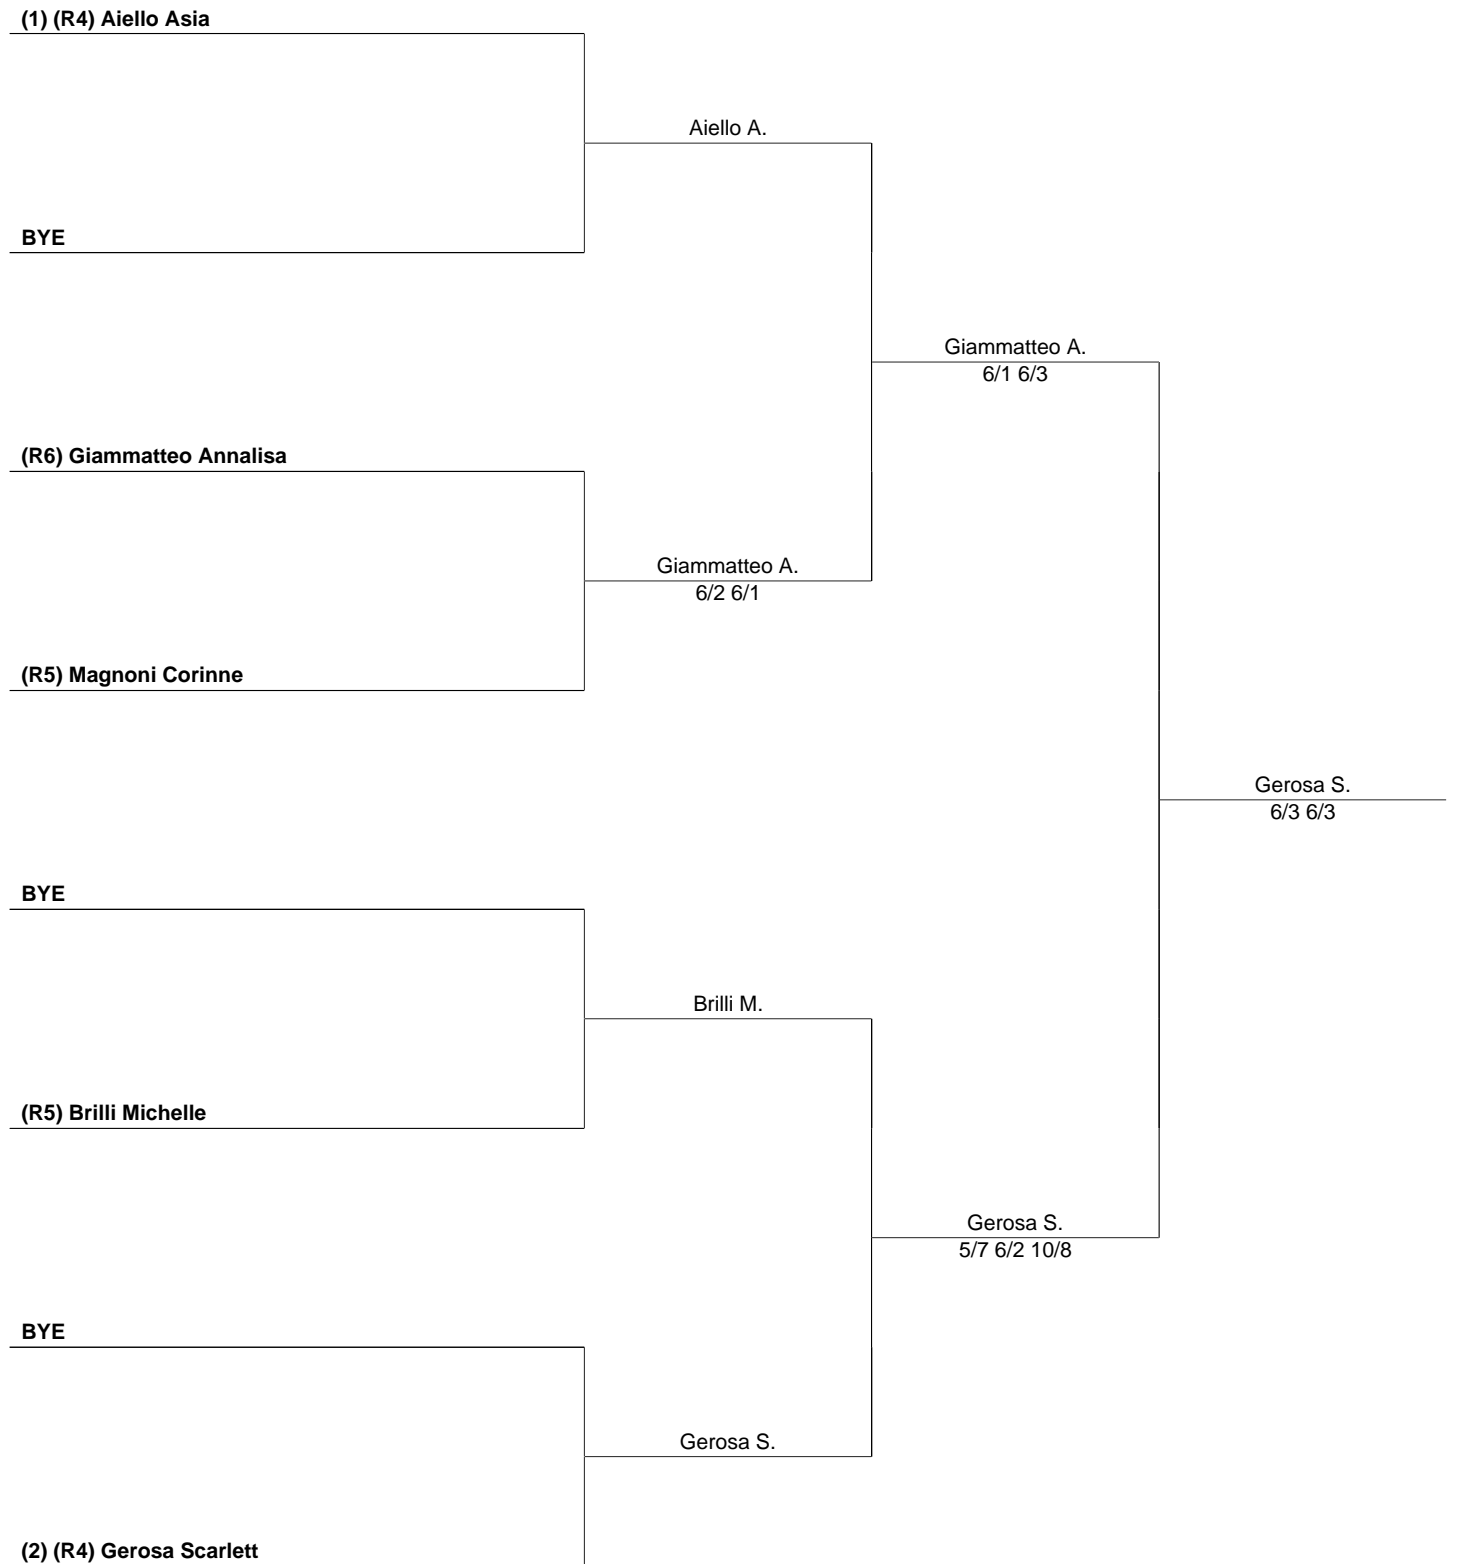 (1) (R4) Aiello Asia
Aiello A.
BYE
Giammatteo A.
6/1 6/3
(R6) Giammatteo Annalisa
Giammatteo A.
6/2 6/1
(R5) Magnoni Corinne
Gerosa S.
6/3 6/3
BYE
Brilli M.
(R5) Brilli Michelle
Gerosa S.
5/7 6/2 10/8
BYE
Gerosa S.
(2) (R4) Gerosa Scarlett